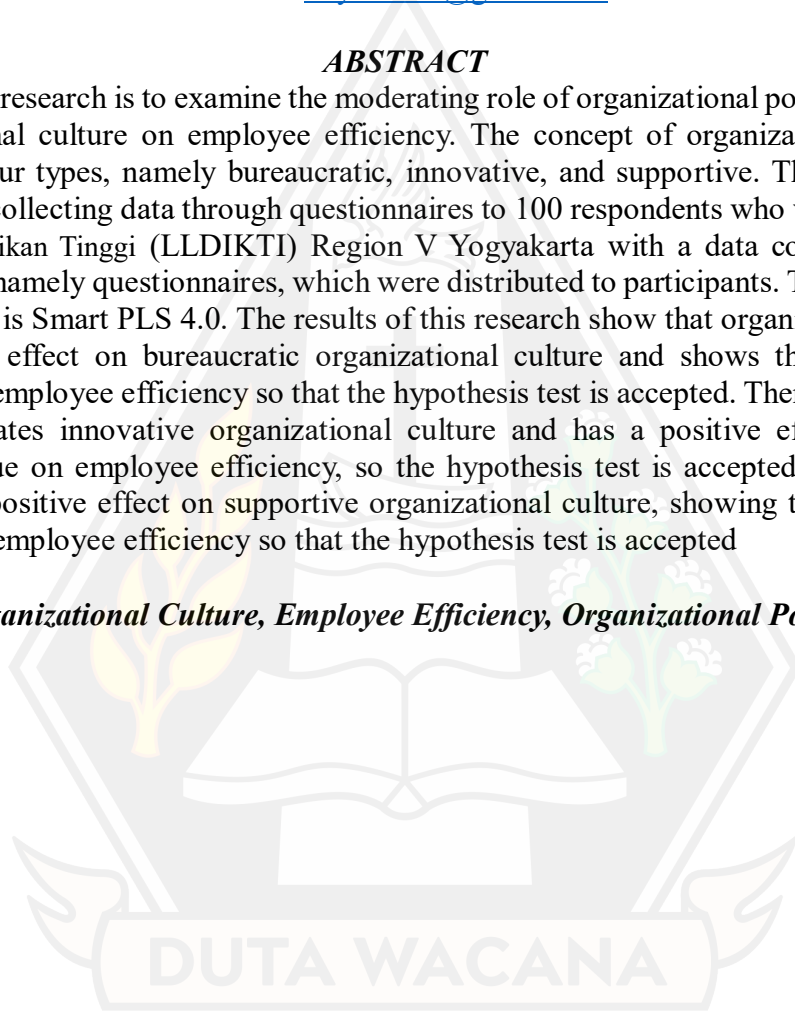 ABSTRACT
research is to examine the moderating role of organizational po
al culture on employee efficiency. The concept of organiza
ur types, namely bureaucratic, innovative, and supportive. Th
collecting data through questionnaires to 100 respondents who
ikan Tinggi (LLDIKTI) Region V Yogyakarta with a data co
namely questionnaires, which were distributed to participants. T
is Smart PLS 4.0. The results of this research show that organi
effect on bureaucratic organizational culture and shows th
employee efficiency so that the hypothesis test is accepted. The
ates innovative organizational culture and has a positive ef
ue on employee efficiency, so the hypothesis test is accepted
positive effect on supportive organizational culture, showing t
employee efficiency so that the hypothesis test is accepted
anizational Culture, Employee Efficiency, Organizational Po
DUTA WACANA